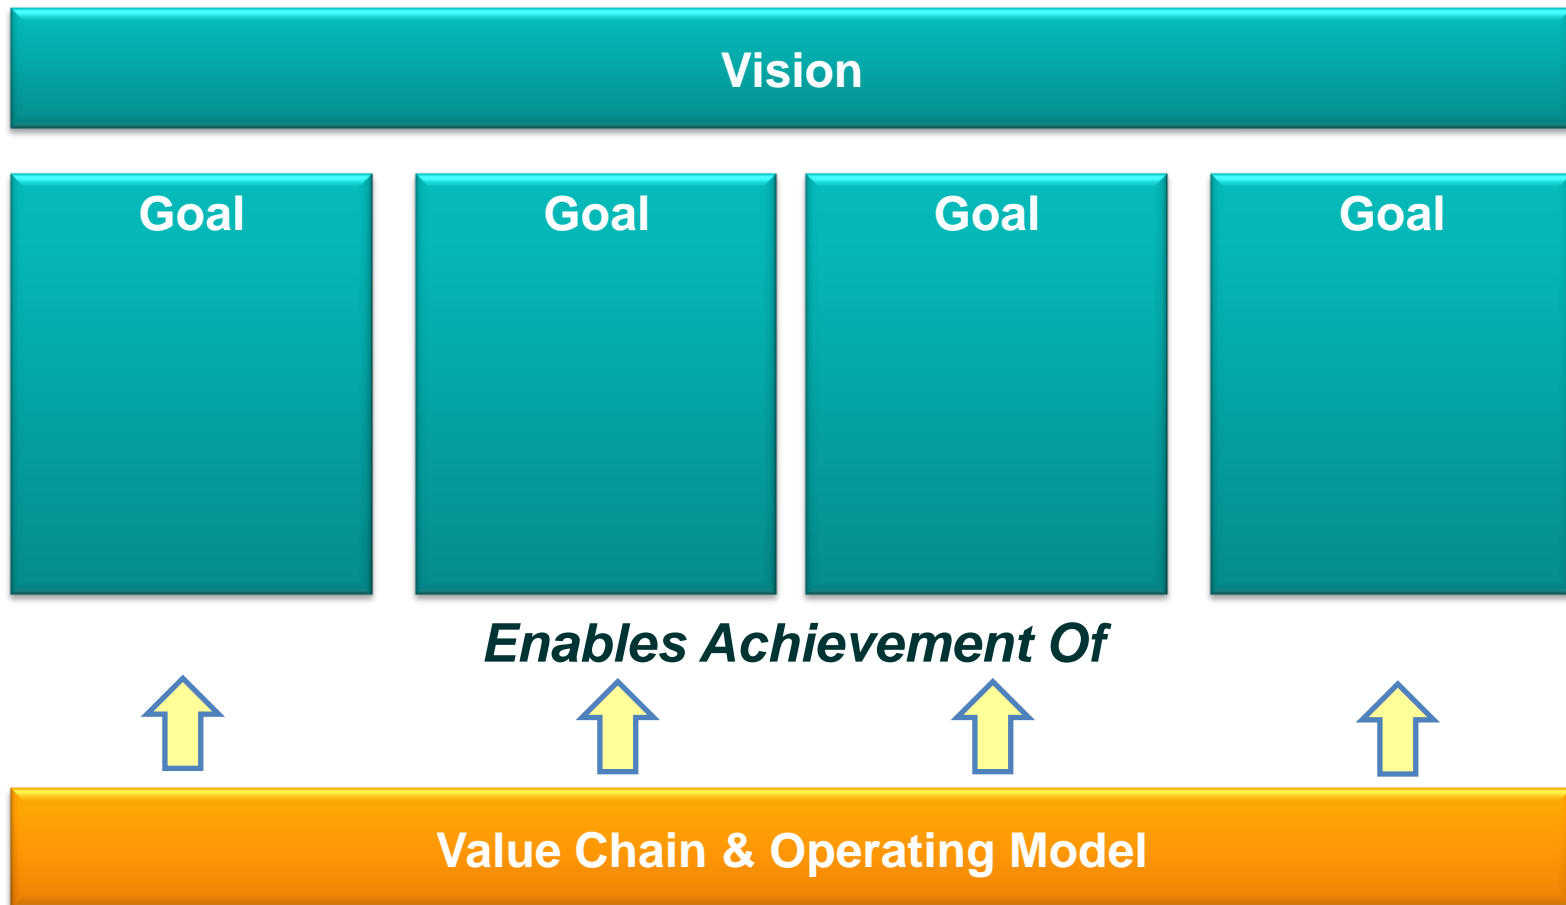 Vision
Goal
Goal
Goal
Goal
Enables Achievement Of
Value Chain & Operating Model